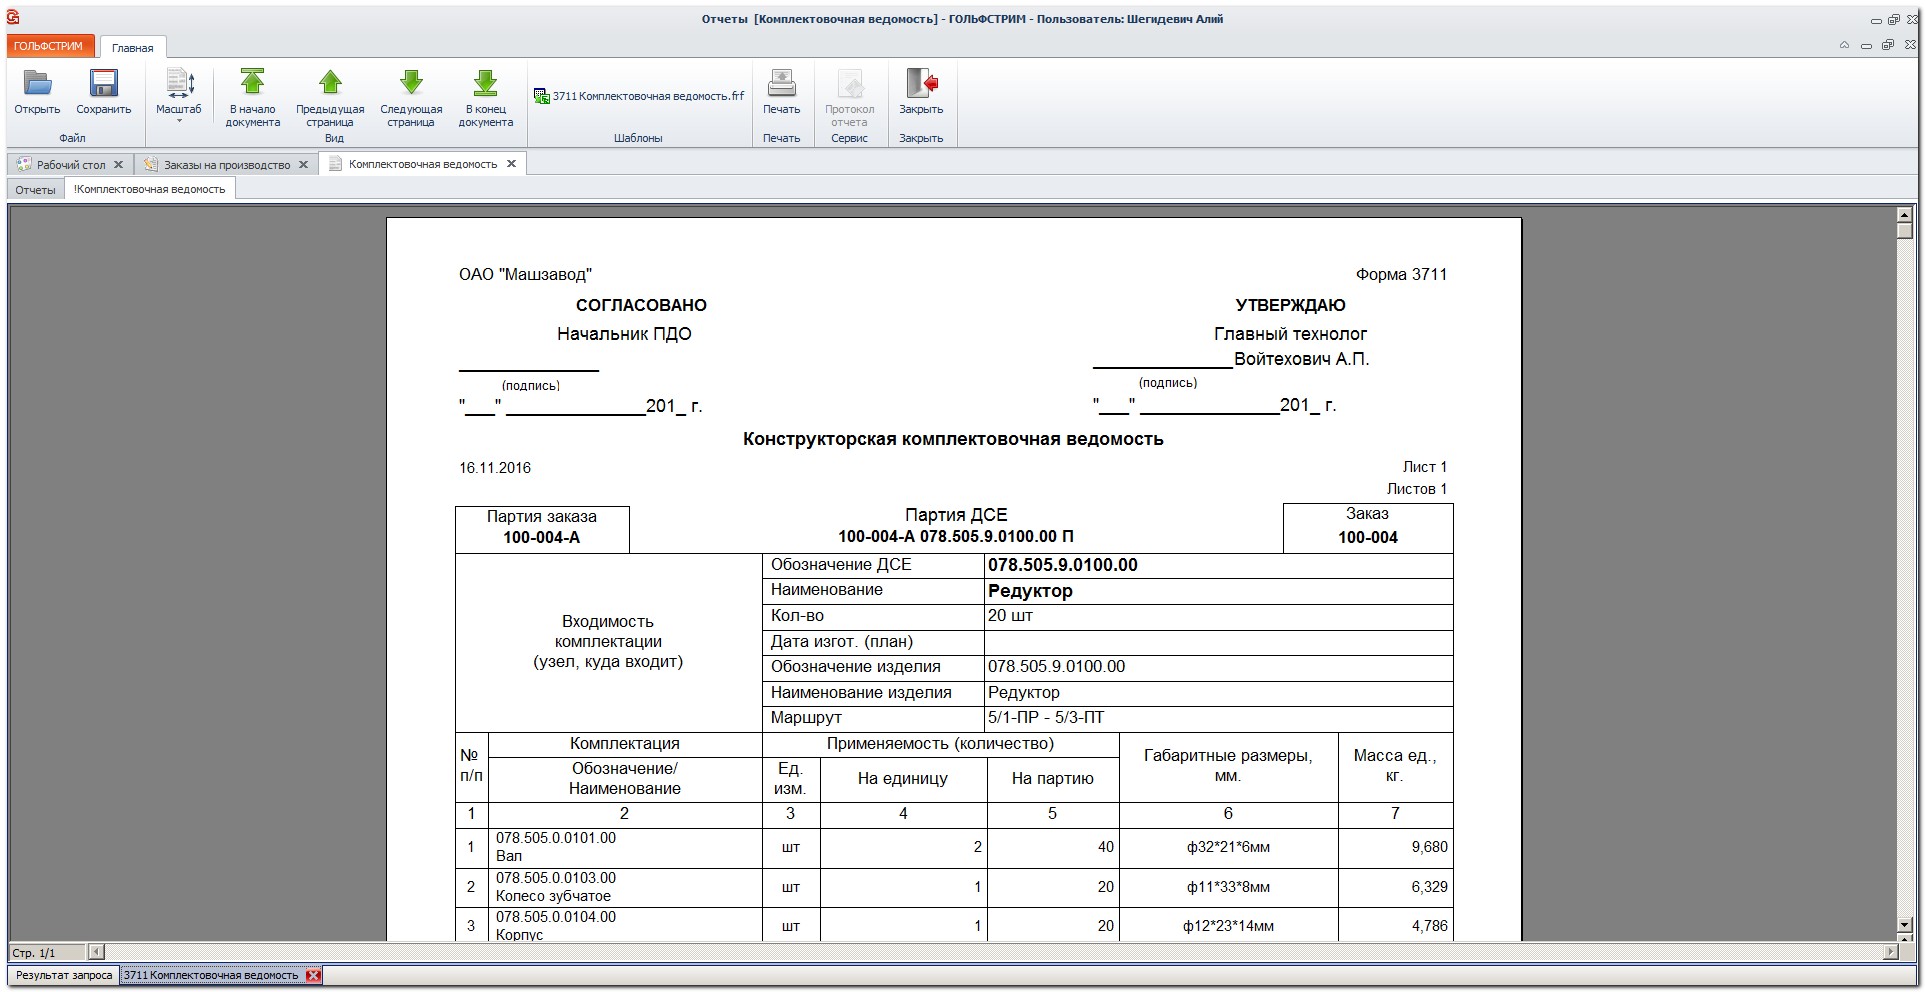 Отчеты [Комплектовочная ведомость] - ГОЛЬФСТРИМ - Пользователь: Шегидевич Алий
ГОЛЬФСТРИМ Главная
Открыть Сохранить Масштаб В начало документа Предыдущая страница Следующая страница В конец документа 3711 Комплектовочная ведомость.frf Печать Протокол отчета Закрыть
Файл Вид Шаблоны Печать Сервис Закрыть
Рабочий стол Заказы на производство Комплектовочная ведомость
Отчеты !Комплектовочная ведомость
ОАО "Машзавод" Форма 3711
СОГЛАСОВАНО УТВЕРЖДАЮ
Начальник ПДО Главный технолог
______________ ______________Войтехович А.П.
(подпись) (подпись)
"___" ______________201_ г. "___" ______________201_ г.
Конструкторская комплектовочная ведомость
16.11.2016 Лист 1
Листов 1
Партия заказа Партия ДСЕ Заказ
100-004-А 100-004-А 078.505.9.0100.00 П 100-004
Входимость
комплектации
(узел, куда входит)
Обозначение ДСЕ 078.505.9.0100.00
Наименование Редуктор
Кол-во 20 шт
Дата изгот. (план)
Обозначение изделия 078.505.9.0100.00
Наименование изделия Редуктор
Маршрут 5/1-ПР - 5/3-ПТ
№ п/п Комплектация Применяемость (количество) Габаритные размеры, мм. Масса ед., кг.
Обозначение/ Наименование Ед. изм. На единицу На партию
1 2 3 4 5 6 7
1 078.505.0.0101.00 Вал шт 2 40 ф32*21*6мм 9,680
2 078.505.0.0103.00 Колесо зубчатое шт 1 20 ф11*33*8мм 6,329
3 078.505.0.0104.00 Корпус шт 1 20 ф12*23*14мм 4,786
Стр. 1/1
Результат запроса 3711 Комплектовочная ведомость